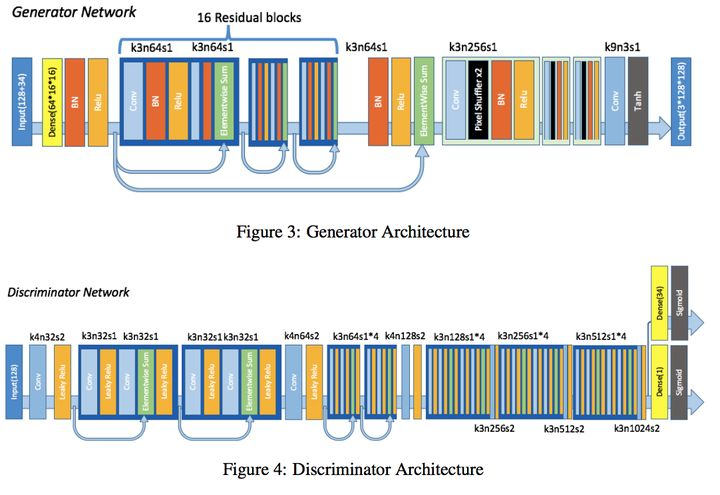 Generator Network
16 Residual blocks
k3n64s1 k3n64s1 k3n64s1 k3n256s1 k9n3s1
Input(128+34)
Dense(64*16*16)
BN
Relu
Conv
BN
Relu
Elementwise Sum
BN
Relu
ElementWise Sum
Conv
Pixel Shuffler x2
BN
Relu
Conv
Tanh
Output(3*128*128)
Figure 3: Generator Architecture
Discriminator Network
k4n32s2 k3n32s1 k3n32s1 k3n32s1 k3n32s1 k4n64s2 k3n64s1*4 k4n128s2 k3n128s1*4 k3n256s1*4 k3n512s1*4
Input(128)
Conv
Leaky Relu
Conv
Leaky Relu
Conv
Elementwise Sum
Leaky Relu
Conv
Leaky Relu
Conv
Elementwise Sum
Leaky Relu
Conv
Leaky Relu
Dense(34)
Sigmoid
Dense(1)
Sigmoid
k3n256s2 k3n512s2 k3n1024s2
Figure 4: Discriminator Architecture